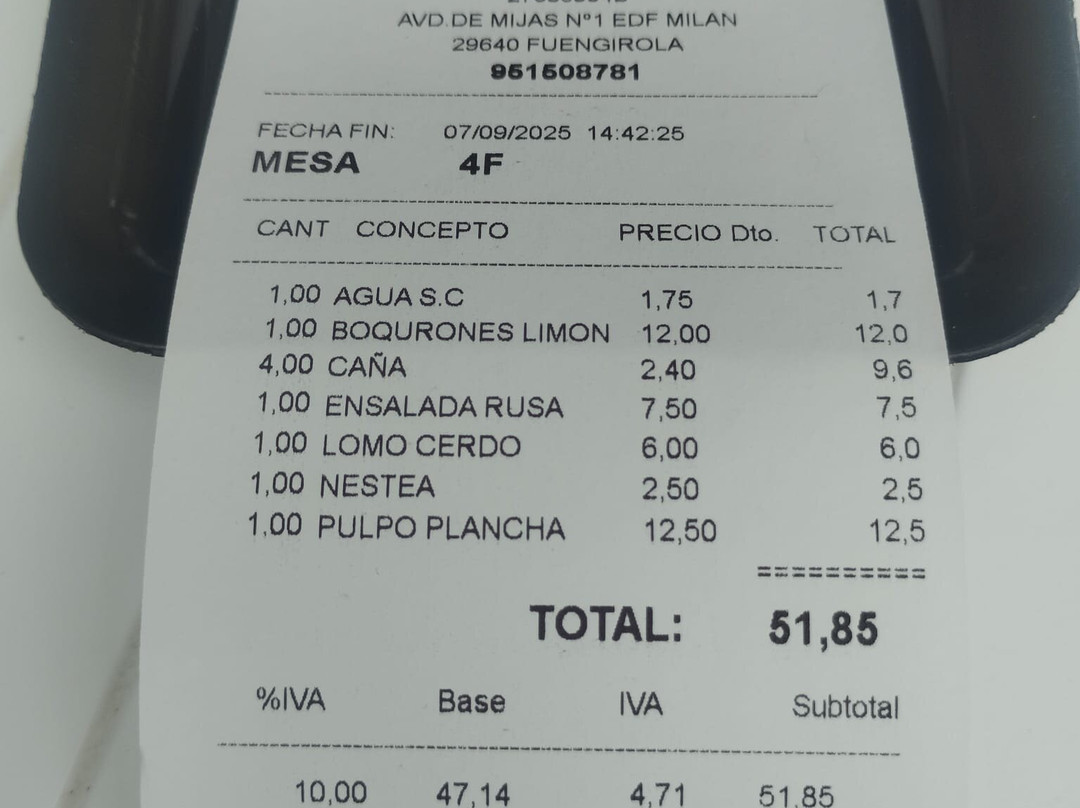 AVD.DE MIJAS Nº1 EDF MILAN
29640 FUENGIROLA
951508781
FECHA FIN: 07/09/2025 14:42:25
MESA 4F
CANT CONCEPTO PRECIO Dto. TOTAL
1,00 AGUA S.C 1,75 1,7
1,00 BOQURONES LIMON 12,00 12,0
4,00 CAÑA 2,40 9,6
1,00 ENSALADA RUSA 7,50 7,5
1,00 LOMO CERDO 6,00 6,0
1,00 NESTEA 2,50 2,5
1,00 PULPO PLANCHA 12,50 12,5
==========
TOTAL: 51,85
%IVA Base IVA Subtotal
10,00 47,14 4,71 51,85